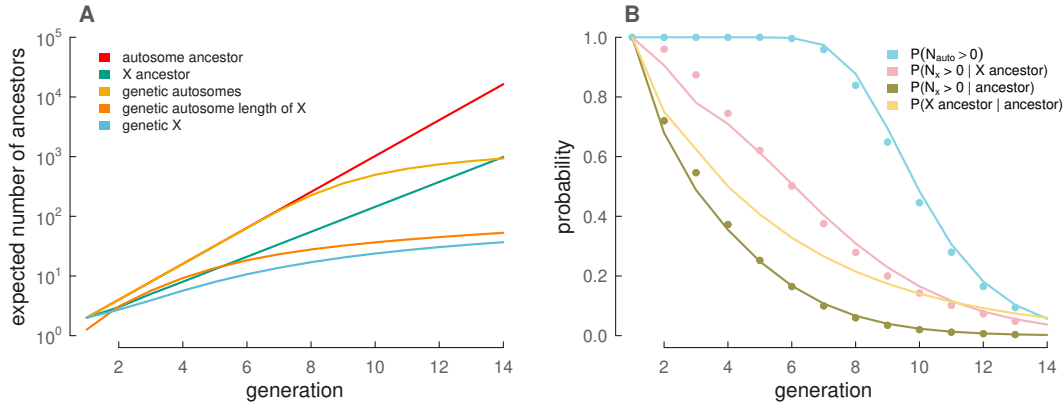 A
expected number of ancestors
10^5
10^4
10^3
10^2
10^1
10^0
autosome ancestor
X ancestor
genetic autosomes
genetic autosome length of X
genetic X
2 4 6 8 10 12 14
generation
B
probability
1.0
0.8
0.6
0.4
0.2
0.0
P(N_auto > 0)
P(N_x > 0 | X ancestor)
P(N_x > 0 | ancestor)
P(X ancestor | ancestor)
2 4 6 8 10 12 14
generation